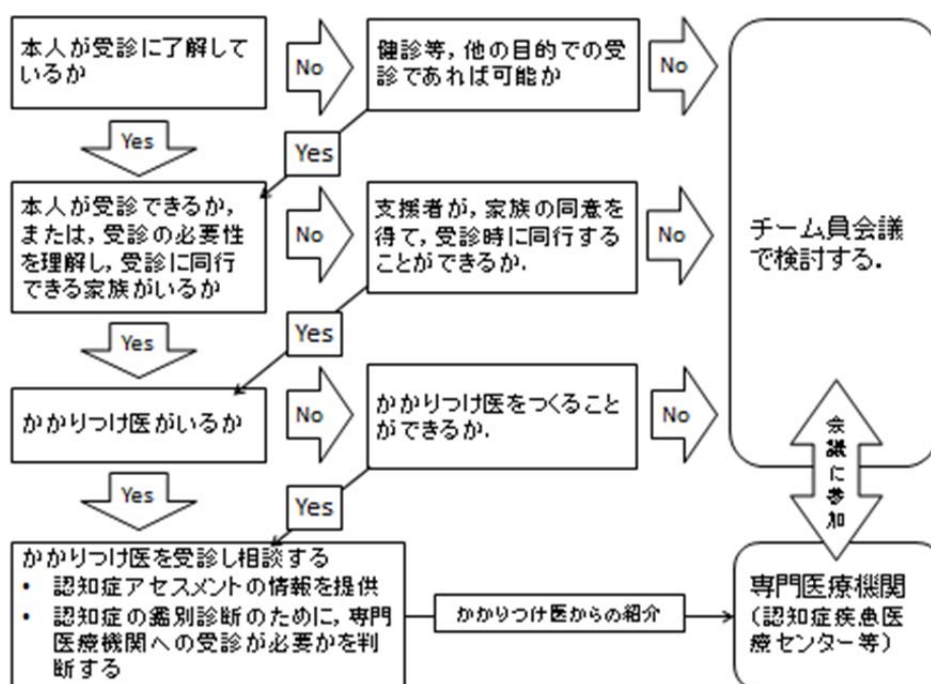 本人が受診に了解して
いるか
No
健診等，他の目的での受
診であれば可能か
No
Yes
Yes
本人が受診できるか，
または，受診の必要性
を理解し，受診に同行
できる家族がいるか
No
支援者が，家族の同意を
得て，受診時に同行する
ことができるか．
No
チーム員会議
で検討する．
Yes
Yes
かかりつけ医がいるか
No
かかりつけ医をつくること
ができるか．
No
会議に参加
Yes
Yes
かかりつけ医を受診し相談する
• 認知症アセスメントの情報を提供
• 認知症の鑑別診断のために，専門
医療機関への受診が必要かを判
断する
かかりつけ医からの紹介
専門医療機関
（認知症疾患医
療センター等）